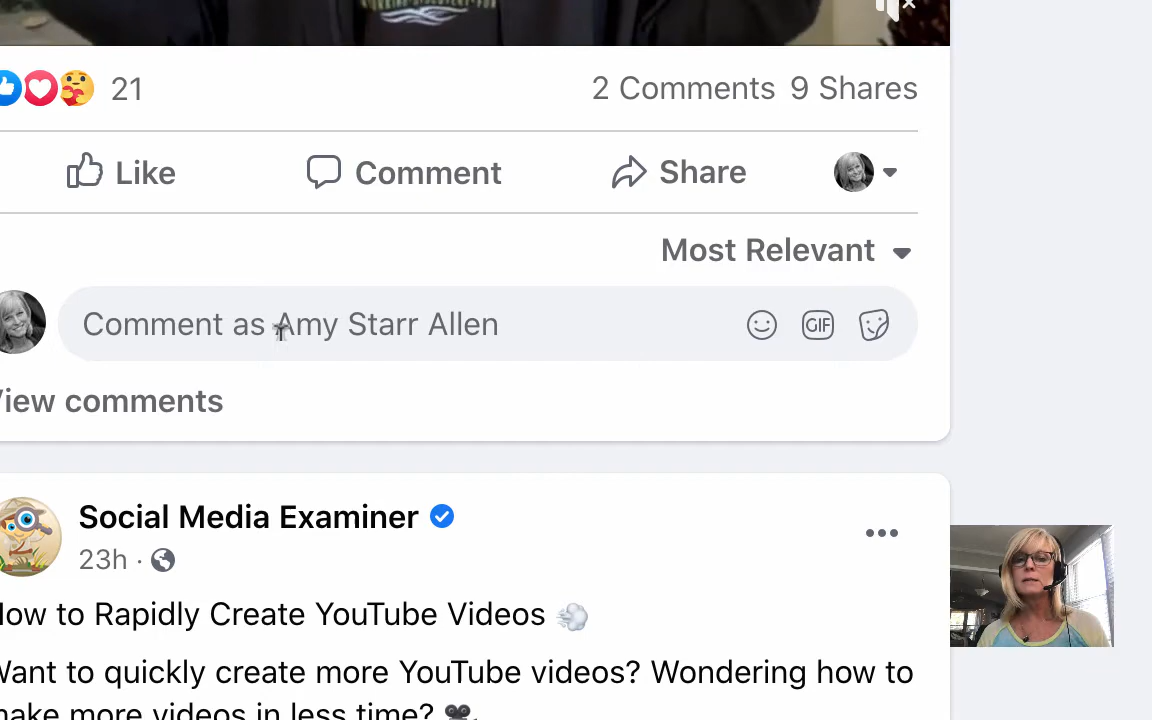 21 2 Comments 9 Shares
Like Comment Share
Most Relevant
Comment as Amy Starr Allen GIF
View comments
Social Media Examiner
23h ·
How to Rapidly Create YouTube Videos
Want to quickly create more YouTube videos? Wondering how to
make more videos in less time?